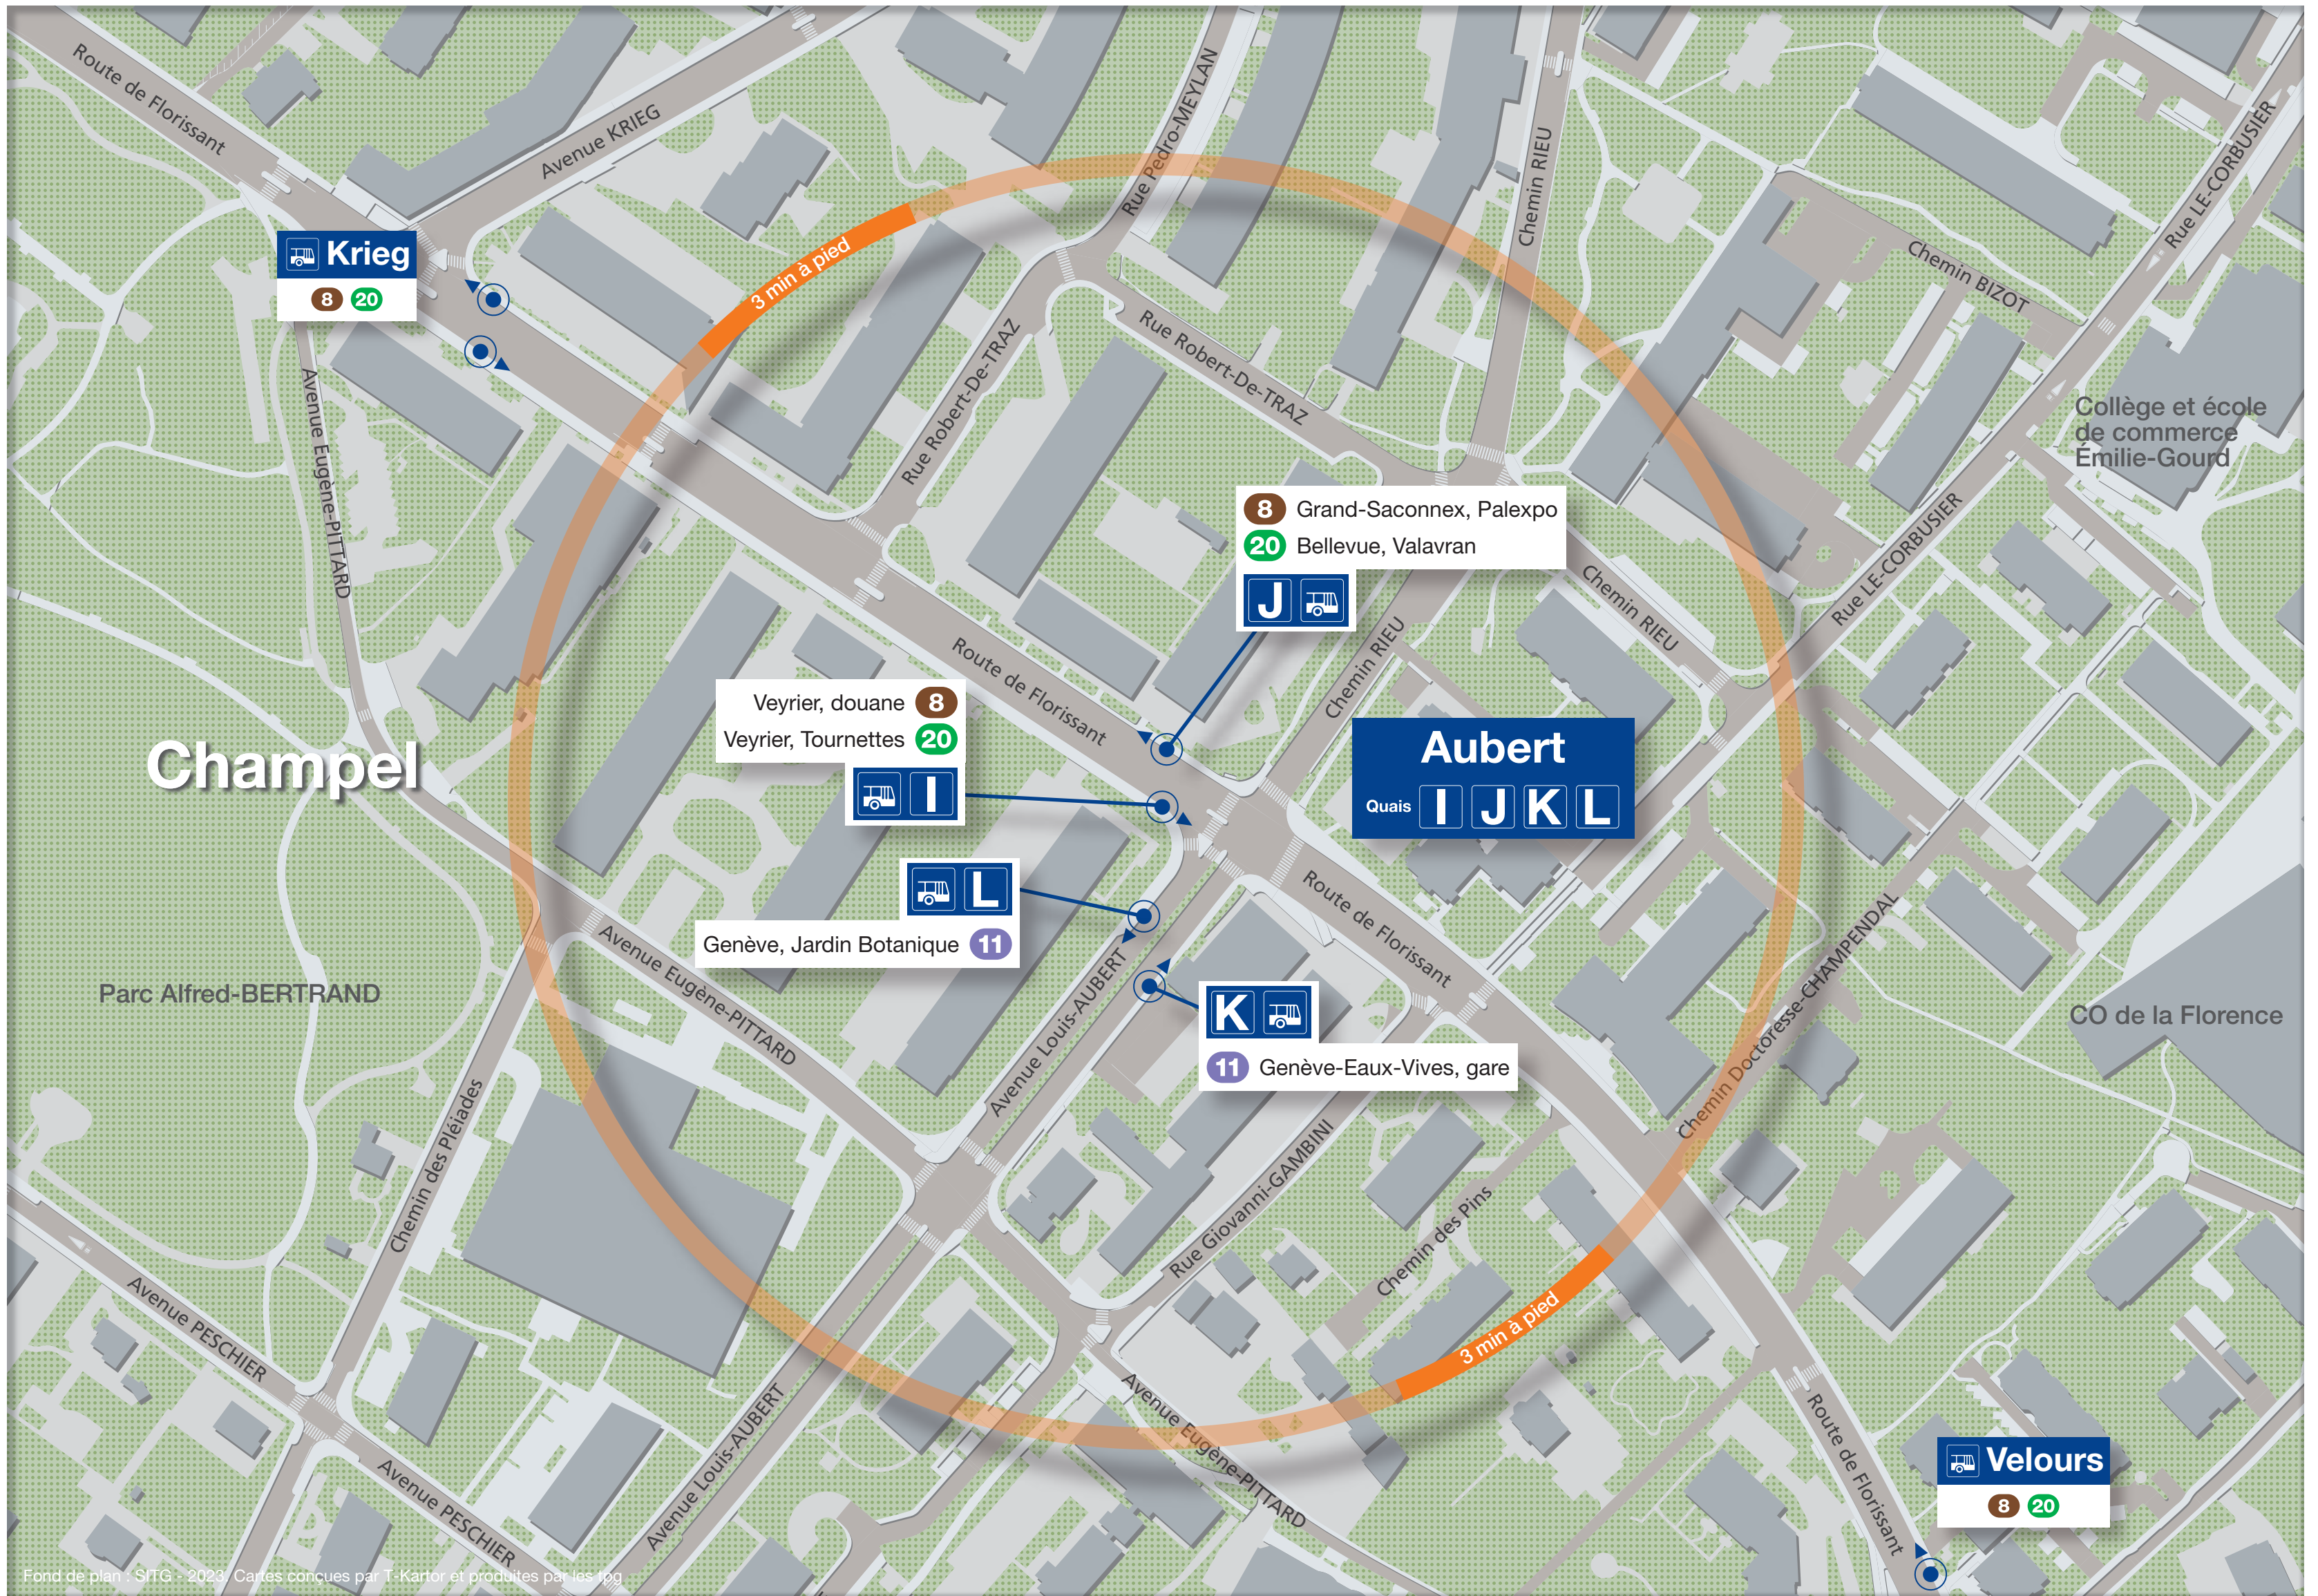 Route de Florissant
Avenue KRIEG
Rue Pedro-MEYLAN
Chemin RIEU
Rue LE-CORBUSIER
Krieg
8 20
3 min à pied
Chemin BIZOT
Avenue Eugène-PITTARD
Rue Robert-De-TRAZ
Rue Robert-De-TRAZ
Collège et école
de commerce
Émilie-Gourd
8 Grand-Saconnex, Palexpo
20 Bellevue, Valavran
J
Rue LE-CORBUSIER
Chemin RIEU
Chemin RIEU
Route de Florissant
Veyrier, douane 8
Veyrier, Tournettes 20
I
Champel
Aubert
Quais I J K L
L
Genève, Jardin Botanique 11
Route de Florissant
Avenue Eugène-PITTARD
Avenue Louis-AUBERT
K
11 Genève-Eaux-Vives, gare
Chemin Doctoresse-CHAMPENDAL
Parc Alfred-BERTRAND
CO de la Florence
Chemin des Pléiades
Rue Giovanni-GAMBINI
Chemin des Pins
3 min à pied
Avenue PESCHIER
Avenue PESCHIER
Avenue Louis-AUBERT
Avenue Eugène-PITTARD
Route de Florissant
Velours
8 20
Fond de plan : SITG - 2023. Cartes conçues par T-Kartor et produites par les tpg